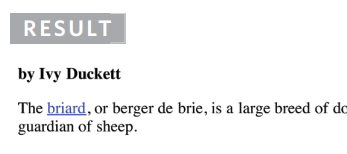 RESULT
by Ivy Duckett
The briard, or berger de brie, is a large breed of
guardian of sheep.